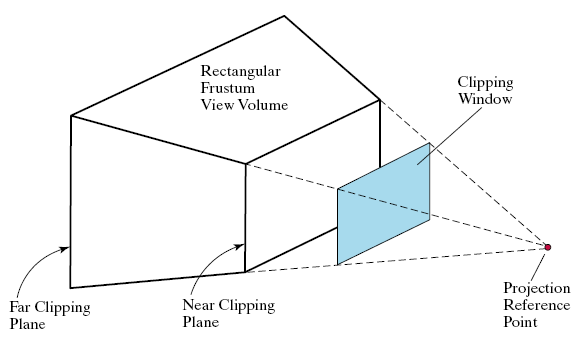 Rectangular
Frustum
View Volume
Clipping
Window
Far Clipping
Plane
Near Clipping
Plane
Projection
Reference
Point